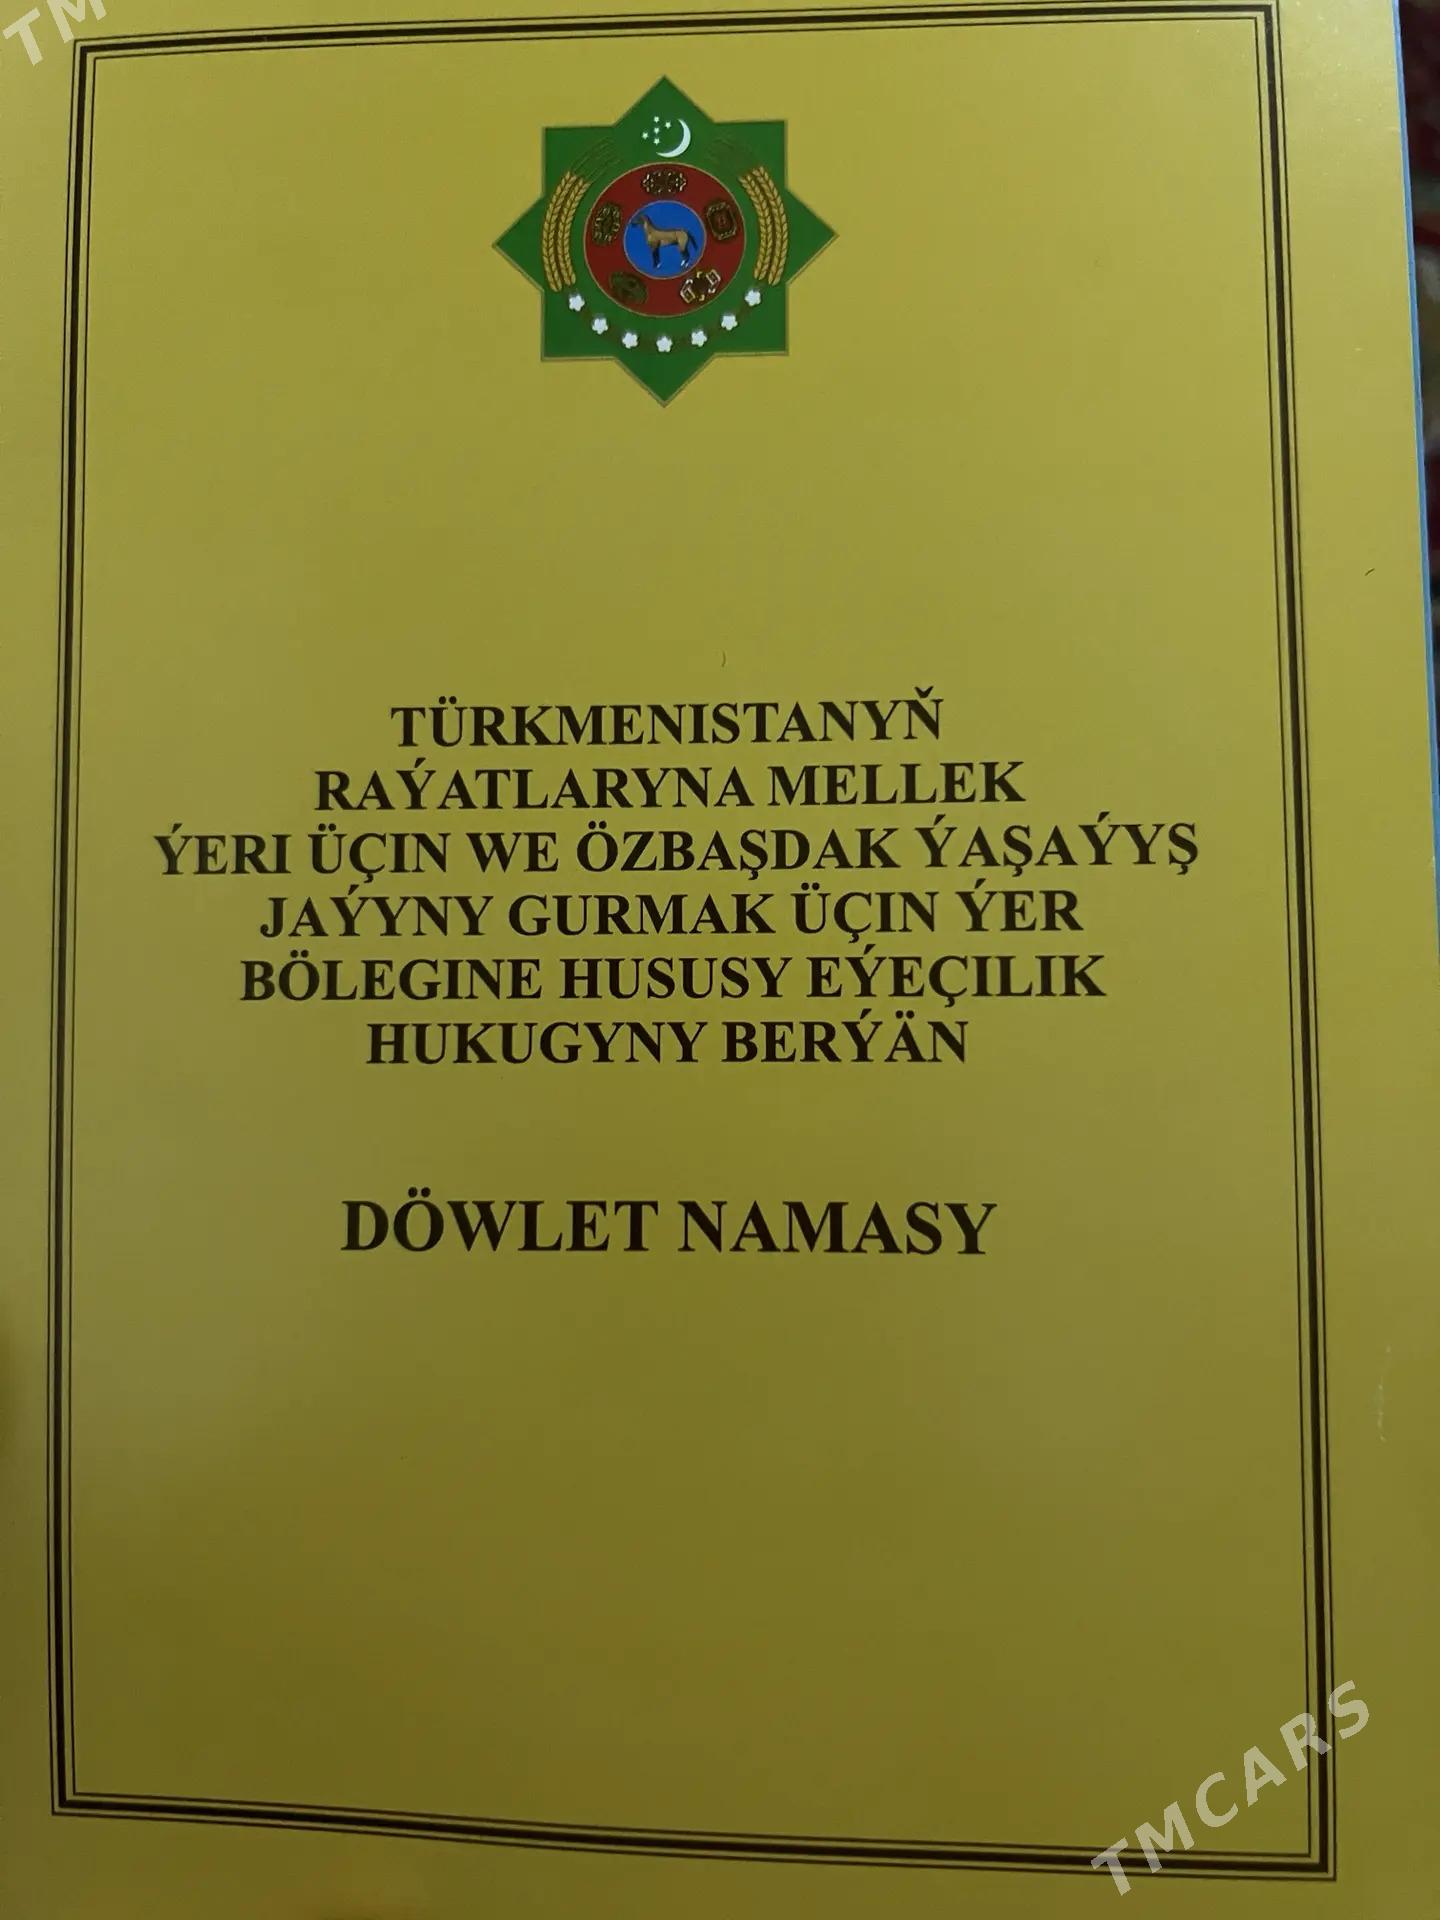 TM
TÜRKMENISTANYŇ
RAÝATLARYNA MELLEK
ÝERI ÜÇIN WE ÖZBAŞDAK ÝAŞAÝYŞ
JAÝYNY GURMAK ÜÇIN ÝER
BÖLEGINE HUSUSY EÝEÇILIK
HUKUGYNY BERÝÄN
DÖWLET NAMASY
TMCARS